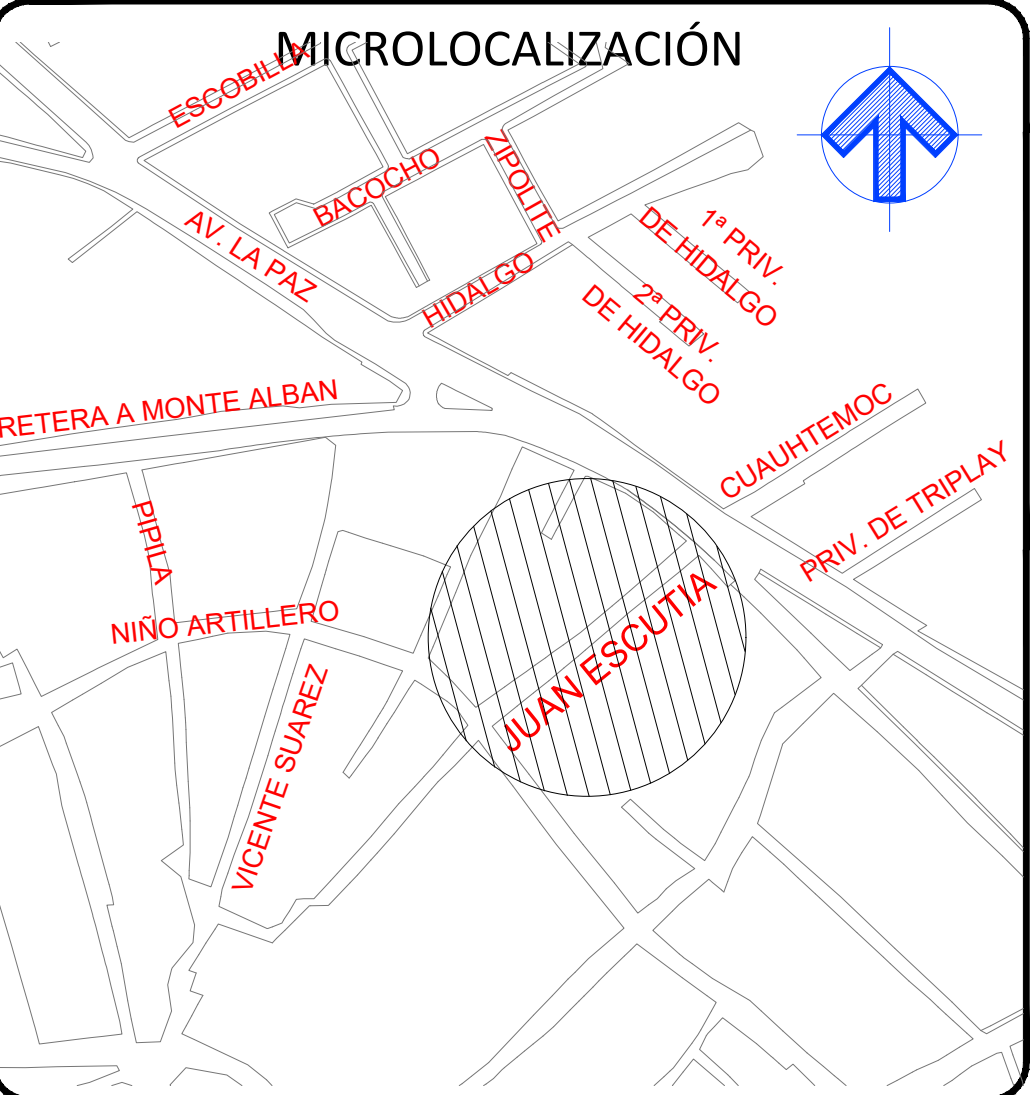 MICROLOCALIZACIÓN
ESCOBILLA
BACOCHO
ZIPOLITE
AV. LA PAZ
HIDALGO
1ª PRIV.
DE HIDALGO
2ª PRIV.
DE HIDALGO
RETERA A MONTE ALBAN
CUAUHTEMOC
PRIV. DE TRIPLAY
PIPILA
NIÑO ARTILLERO
JUAN ESCUTIA
VICENTE SUAREZ